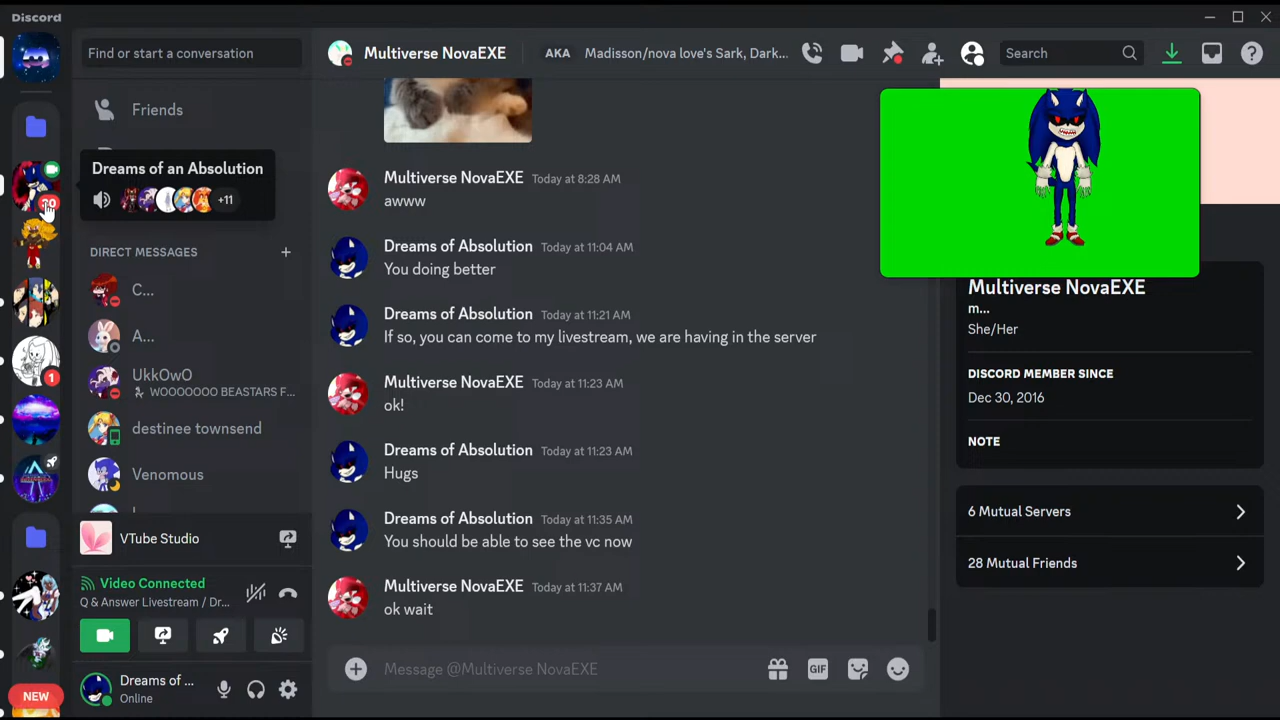 Discord
Find or start a conversation
Multiverse NovaEXE
AKA
Madisson/nova love's Sark, Dark...
Search
Friends
Dreams of an Absolution
+11
DIRECT MESSAGES
C...
A...
UkkOwO
WOOOOOOO BEASTARS F...
destinee townsend
Venomous
VTube Studio
Video Connected
Q & Answer Livestream / Dr...
Dreams of ...
Online
1
NEW
Multiverse NovaEXE Today at 8:28 AM
awww
Dreams of Absolution Today at 11:04 AM
You doing better
Dreams of Absolution Today at 11:21 AM
If so, you can come to my livestream, we are having in the server
Multiverse NovaEXE Today at 11:23 AM
ok!
Dreams of Absolution Today at 11:23 AM
Hugs
Dreams of Absolution Today at 11:35 AM
You should be able to see the vc now
Multiverse NovaEXE Today at 11:37 AM
ok wait
Message @Multiverse NovaEXE
GIF
Multiverse NovaEXE
m...
She/Her
DISCORD MEMBER SINCE
Dec 30, 2016
NOTE
6 Mutual Servers
28 Mutual Friends